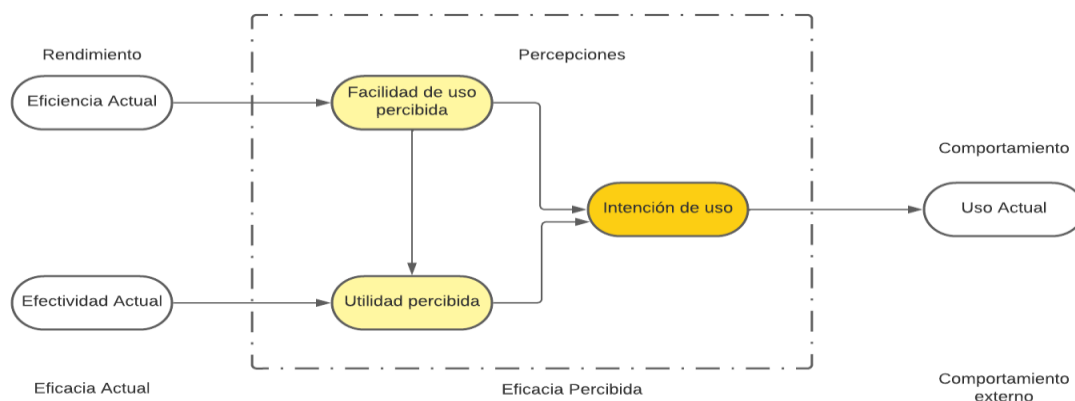 Rendimiento
Percepciones
Eficiencia Actual
Facilidad de uso
percibida
Comportamiento
Intención de uso
Uso Actual
Efectividad Actual
Utilidad percibida
Eficacia Actual
Eficacia Percibida
Comportamiento
externo